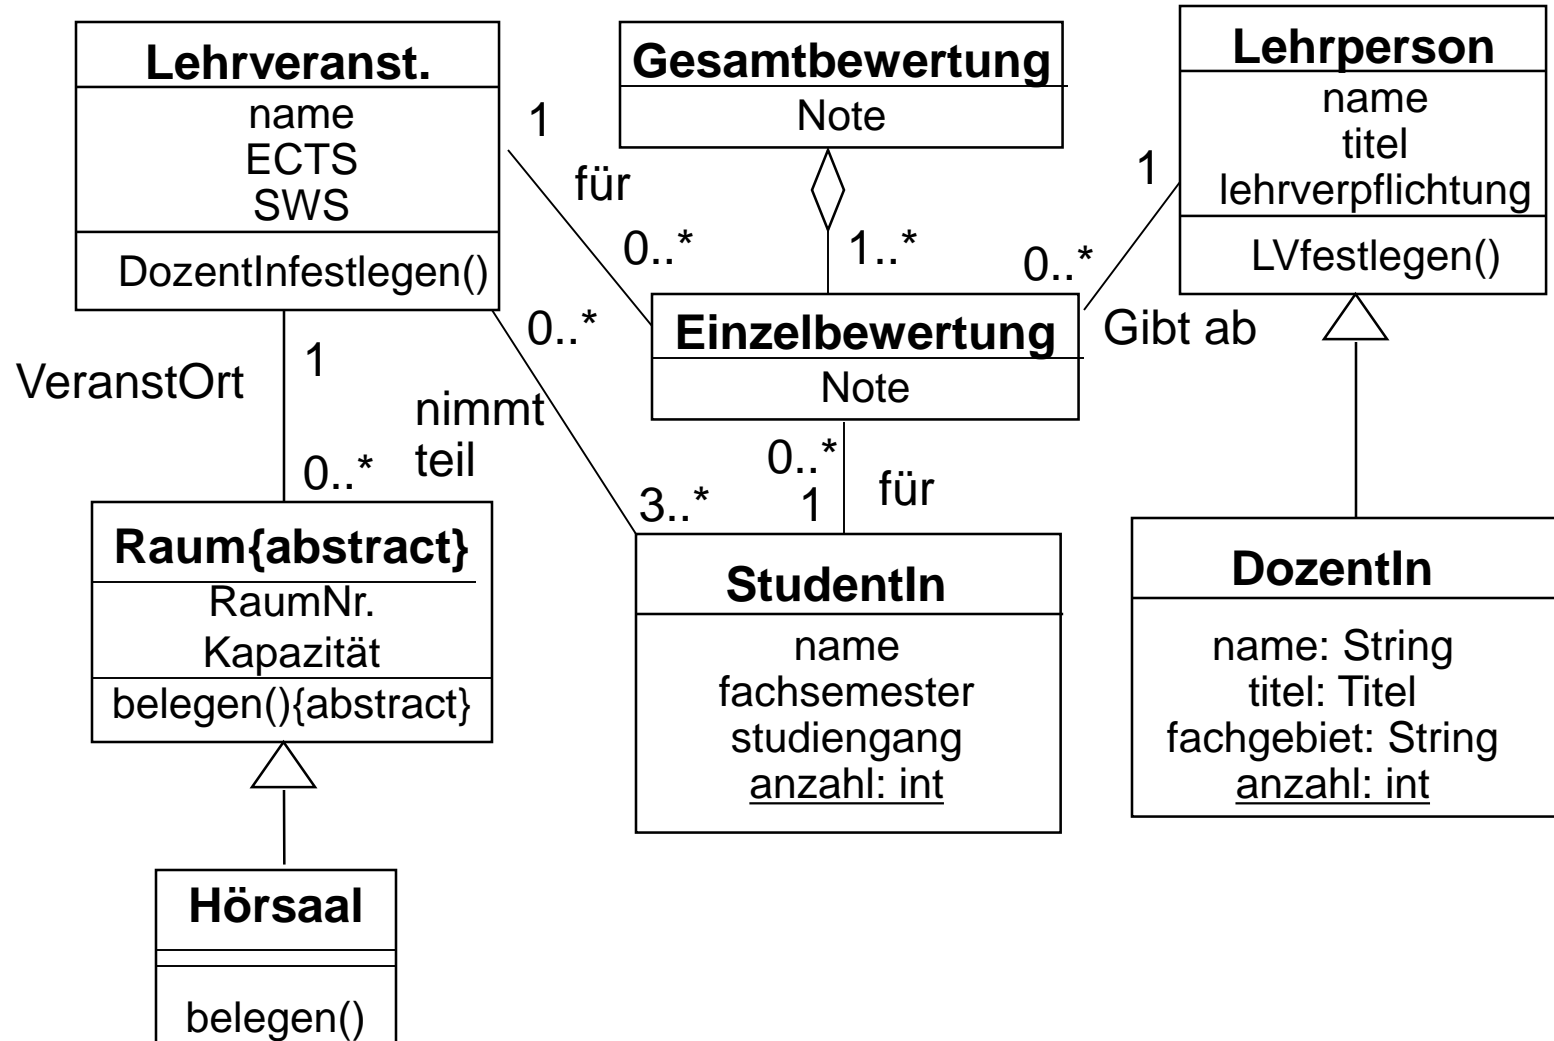 Lehrveranst.
name
ECTS
SWS
DozentInfestlegen()
Gesamtbewertung
Note
Lehrperson
name
titel
lehrverpflichtung
LVfestlegen()
1
für
0..*
1..*
1
0..*
Gibt ab
Einzelbewertung
Note
VeranstOrt
1
0..*
0..*
nimmt
teil
3..*
0..*
1
für
Raum{abstract}
RaumNr.
Kapazität
belegen(){abstract}
StudentIn
name
fachsemester
studiengang
anzahl: int
DozentIn
name: String
titel: Titel
fachgebiet: String
anzahl: int
Hörsaal
belegen()